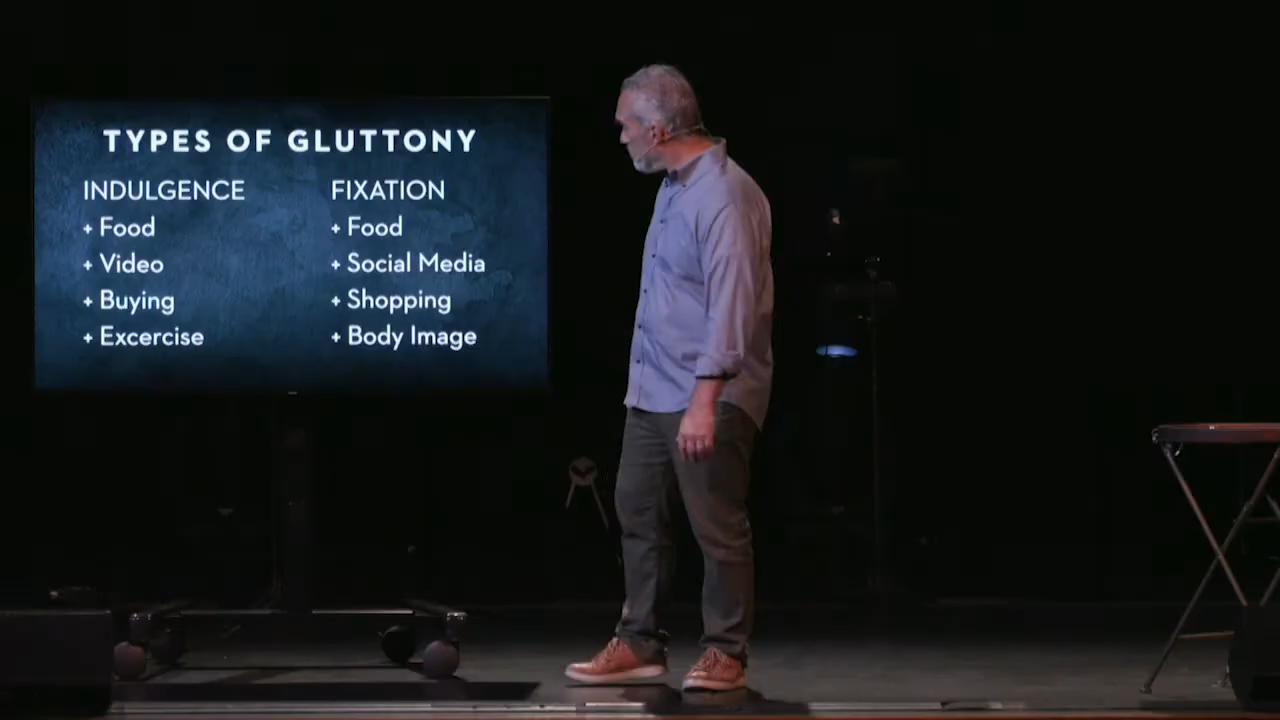 TYPES OF GLUTTONY
INDULGENCE
+ Food
+ Video
+ Buying
+ Excercise
FIXATION
+ Food
+ Social Media
+ Shopping
+ Body Image